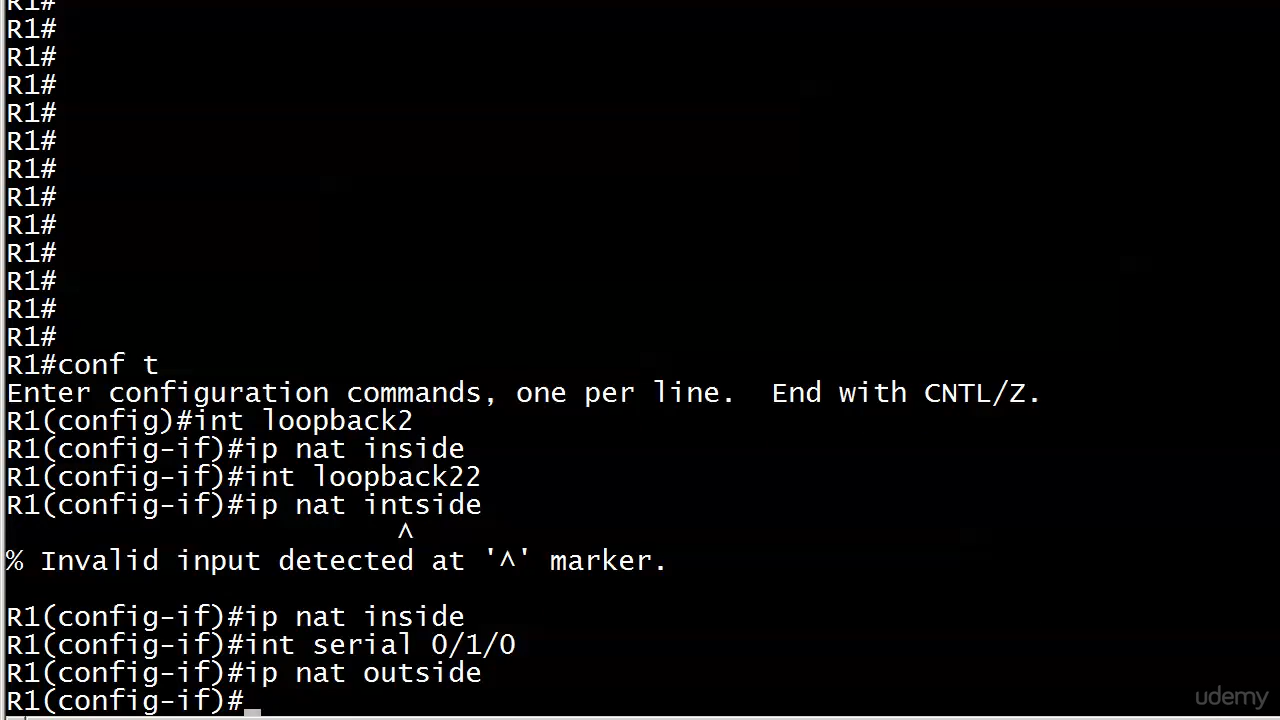 R1#
R1#
R1#
R1#
R1#
R1#
R1#
R1#
R1#
R1#
R1#
R1#
R1#
R1#conf t
Enter configuration commands, one per line.  End with CNTL/Z.
R1(config)#int loopback2
R1(config-if)#ip nat inside
R1(config-if)#int loopback22
R1(config-if)#ip nat intside
^
% Invalid input detected at '^' marker.
R1(config-if)#ip nat inside
R1(config-if)#int serial 0/1/0
R1(config-if)#ip nat outside
R1(config-if)#
udemy